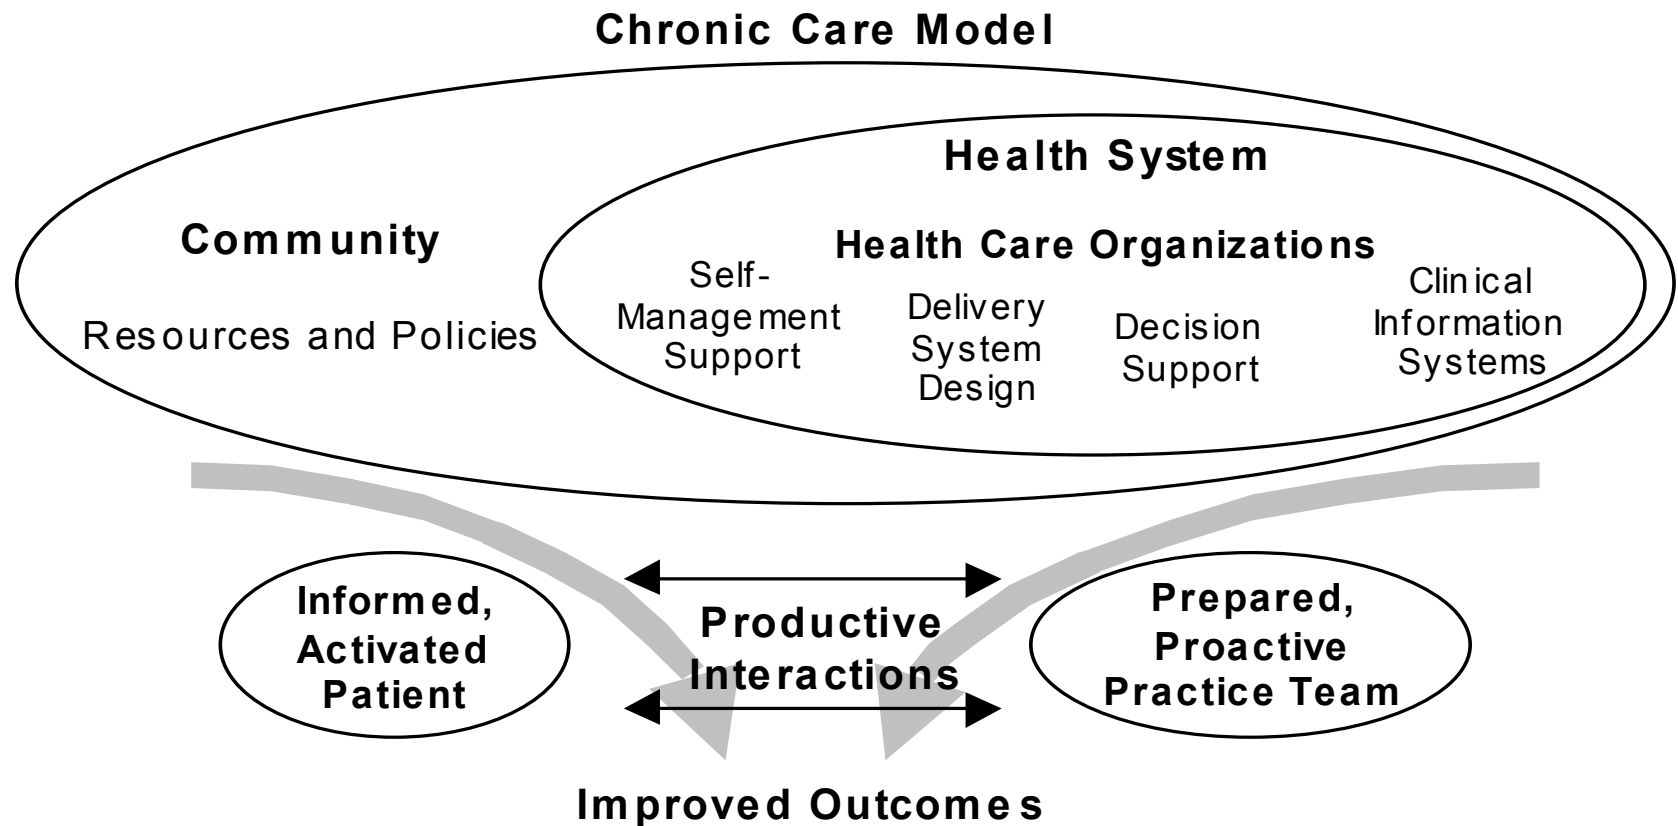 Chronic Care Model
Health System
Community
Resources and Policies
Health Care Organizations
Self-
Management
Support
Delivery
System
Design
Decision
Support
Clinical
Information
Systems
Informed,
Activated
Patient
Productive
Interactions
Prepared,
Proactive
Practice Team
Improved Outcomes